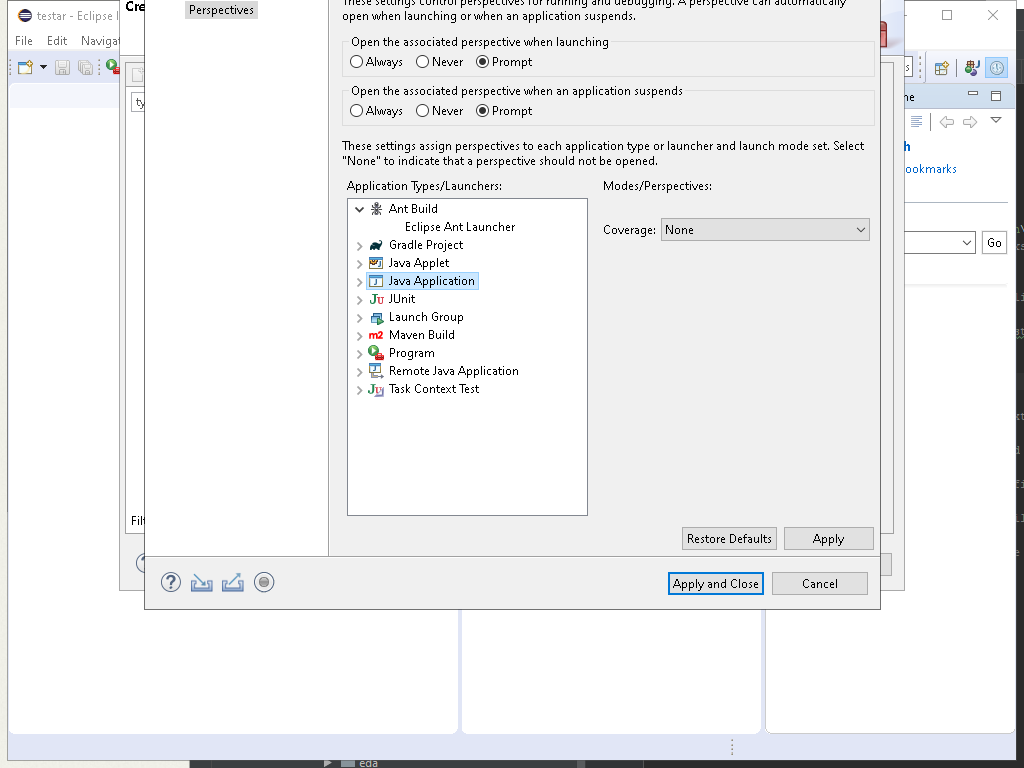 testar - Eclipse I
Cre
File Edit Naviga
Perspectives
These settings control perspectives for running and debugging. A perspective can automatically
open when launching or when an application suspends.
Open the associated perspective when launching
Always Never Prompt
Open the associated perspective when an application suspends
Always Never Prompt
These settings assign perspectives to each application type or launcher and launch mode set. Select
"None" to indicate that a perspective should not be opened.
Application Types/Launchers:
Modes/Perspectives:
Ant Build
Eclipse Ant Launcher
Gradle Project
Java Applet
Java Application
JUnit
Launch Group
Maven Build
Program
Remote Java Application
Task Context Test
Coverage: None
Restore Defaults Apply
Apply and Close Cancel
ty
Filt
ne
h
ookmarks
Go
eda